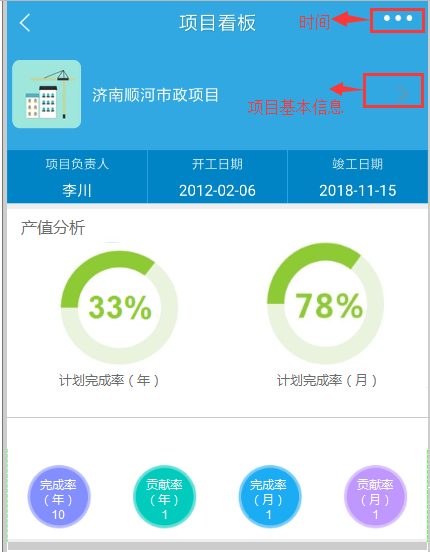 项目看板
时间
济南顺河市政项目
项目基本信息
项目负责人
李川
开工日期
2012-02-06
竣工日期
2018-11-15
产值分析
33%
78%
计划完成率（年）
计划完成率（月）
完成率
（年）
10
贡献率
（年）
1
完成率
（月）
1
贡献率
（月）
1